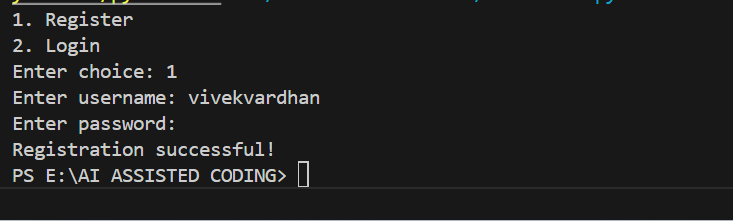 1. Register
2. Login
Enter choice: 1
Enter username: vivekvardhan
Enter password:
Registration successful!
PS E:\AI ASSISTED CODING>